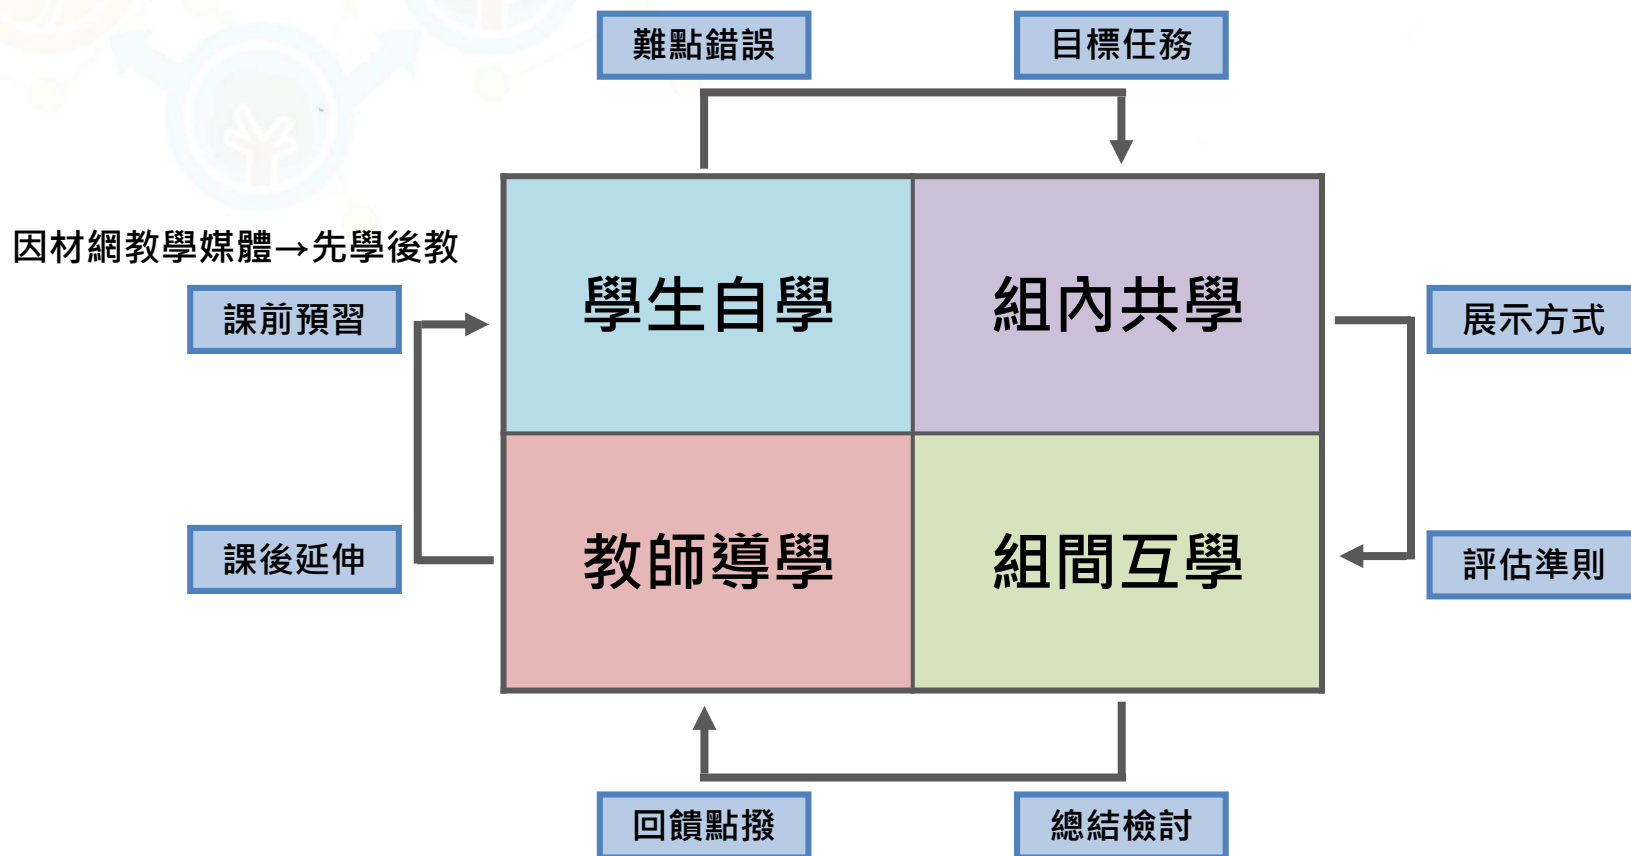 難點錯誤
目標任務
因材網教學媒體→先學後教
課前預習
學生自學
組內共學
展示方式
課後延伸
教師導學
組間互學
評估準則
回饋點撥
總結檢討